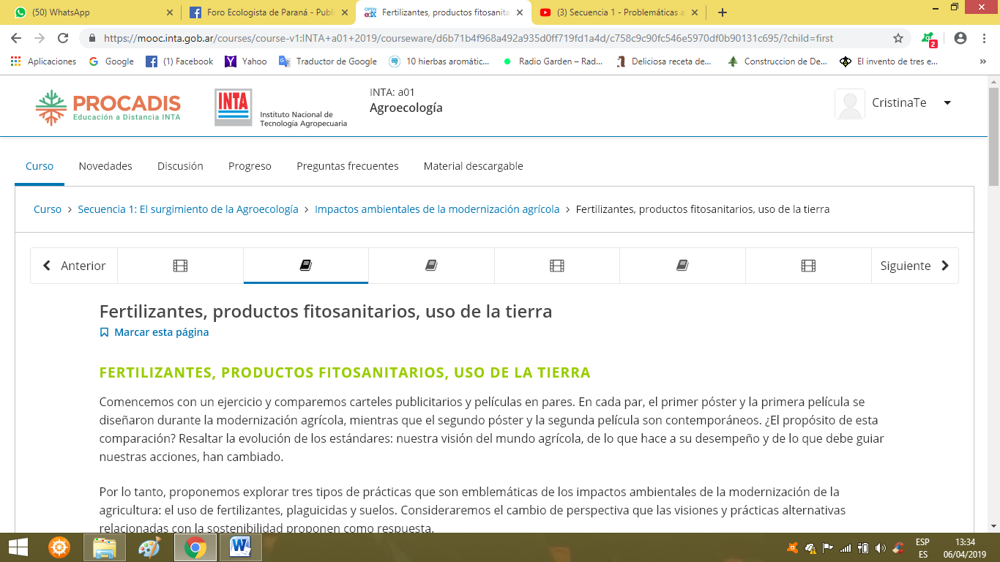 (50) WhatsApp
Foro Ecologista de Paraná - Publi
Fertilizantes, productos fitosanita
(3) Secuencia 1 - Problemáticas a
https://mooc.inta.gob.ar/courses/course-v1:INTA+a01+2019/courseware/d6b71b4f968a492a935d0ff719fd1a4d/c758c9c90fc546e5970df0b90131c695/?child=first
2
Aplicaciones
Google
(1) Facebook
Yahoo
Traductor de Google
10 hierbas aromátic...
Radio Garden – Rad...
Deliciosa receta de...
Construccion de De...
El invento de tres e...
»
PROCADIS
Educación a Distancia INTA
INTA
Instituto Nacional de
Tecnología Agropecuaria
INTA: a01
Agroecología
CristinaTe
Curso
Novedades
Discusión
Progreso
Preguntas frecuentes
Material descargable
Curso > Secuencia 1: El surgimiento de la Agroecología > Impactos ambientales de la modernización agrícola > Fertilizantes, productos fitosanitarios, uso de la tierra
Anterior
Siguiente
Fertilizantes, productos fitosanitarios, uso de la tierra
Marcar esta página
FERTILIZANTES, PRODUCTOS FITOSANITARIOS, USO DE LA TIERRA
Comencemos con un ejercicio y comparemos carteles publicitarios y películas en pares. En cada par, el primer póster y la primera película se
diseñaron durante la modernización agrícola, mientras que el segundo póster y la segunda película son contemporáneos. ¿El propósito de esta
comparación? Resaltar la evolución de los estándares: nuestra visión del mundo agrícola, de lo que hace a su desempeño y de lo que debe guiar
nuestras acciones, han cambiado.
Por lo tanto, proponemos explorar tres tipos de prácticas que son emblemáticas de los impactos ambientales de la modernización de la
agricultura: el uso de fertilizantes, plaguicidas y suelos. Consideraremos el cambio de perspectiva que las visiones y prácticas alternativas
relacionadas con la sostenibilidad proponen como respuesta.
ESP
ES
13:34
06/04/2019